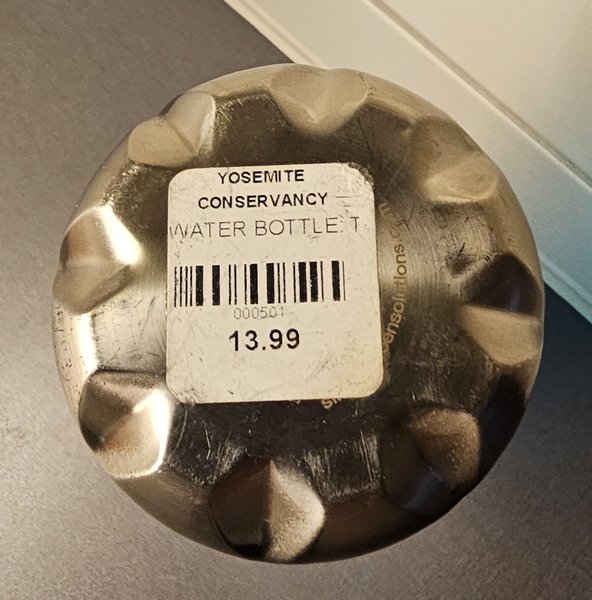 YOSEMITE
CONSERVANCY
WATER BOTTLE: T
000501
13.99